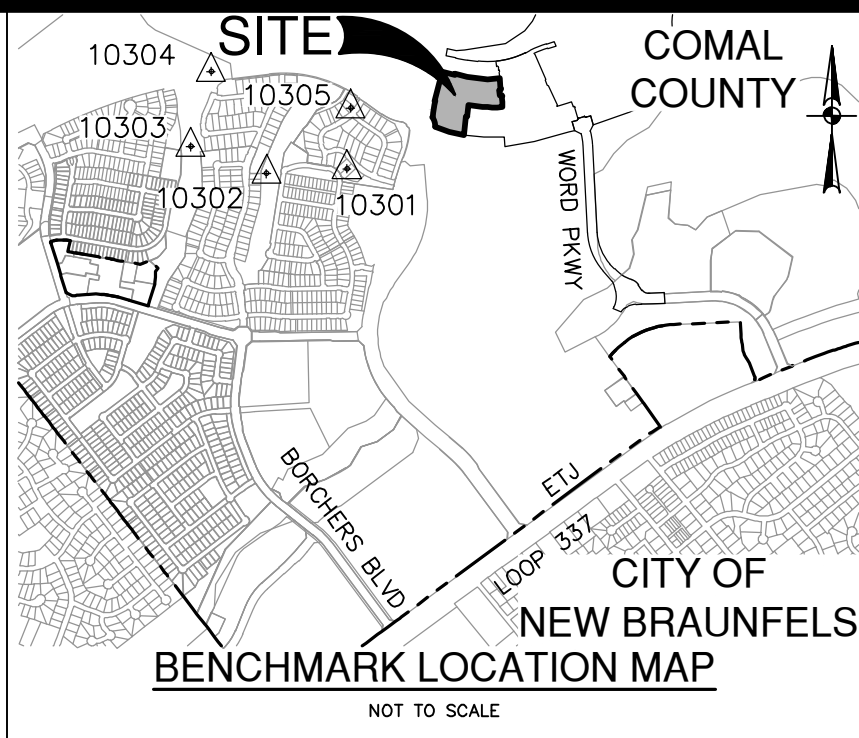 SITE
COMAL
COUNTY
10304
10305
10303
10302
10301
WORD PKWY
BORCHERS BLVD
ETJ
LOOP 337
CITY OF
NEW BRAUNFELS
BENCHMARK LOCATION MAP
NOT TO SCALE